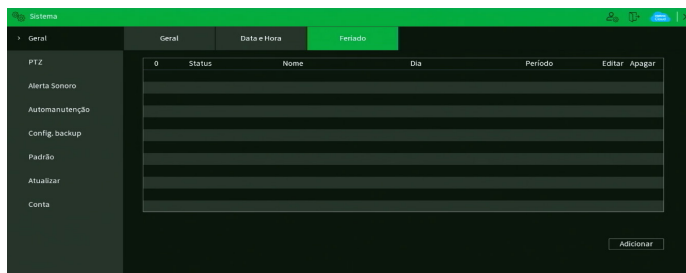 Sistema
Geral
Geral
Data e Hora
Feriado
PTZ
0 Status Nome Dia Período Editar Apagar
Alerta Sonoro
Automanutenção
Config. backup
Padrão
Atualizar
Conta
Adicionar